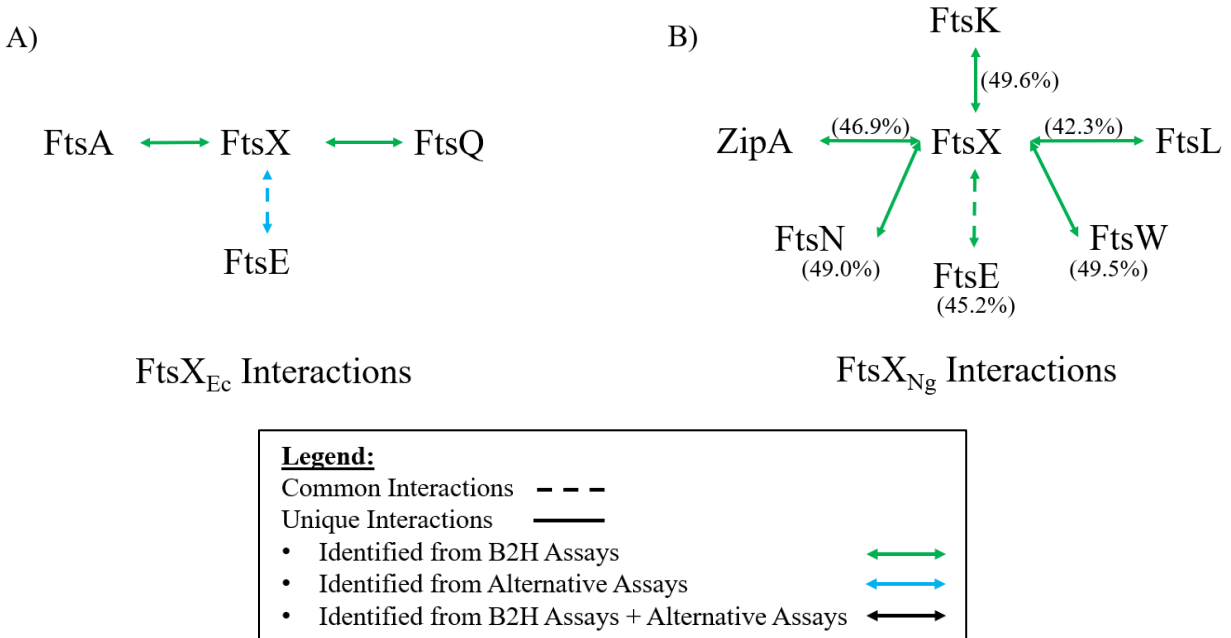 A)
FtsA
FtsX
FtsQ
FtsE
FtsX_Ec Interactions
B)
FtsK
(49.6%)
ZipA
(46.9%)
FtsX
(42.3%)
FtsL
FtsN
(49.0%)
FtsE
(45.2%)
FtsW
(49.5%)
FtsX_Ng Interactions
Legend:
Common Interactions
Unique Interactions
• Identified from B2H Assays
• Identified from Alternative Assays
• Identified from B2H Assays + Alternative Assays